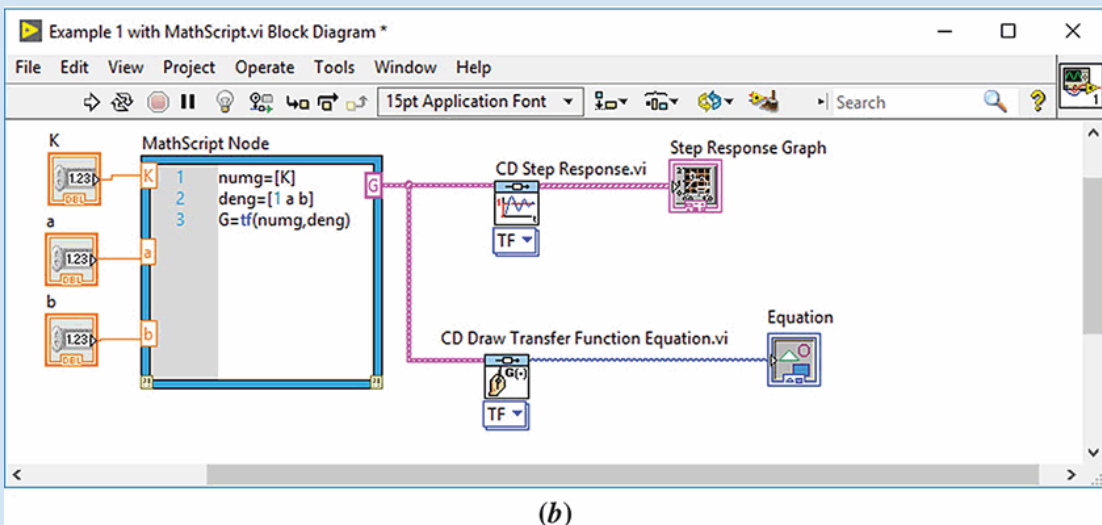 Example 1 with MathScript.vi Block Diagram *
File Edit View Project Operate Tools Window Help
15pt Application Font
Search
1
K
MathScript Node
Step Response Graph
CD Step Response.vi
1.23
DBL
K
1 numg=[K]
2 deng=[1 a b]
3 G=tf(numg,deng)
G
TF
a
1.23
DBL
a
b
1.23
DBL
b
CD Draw Transfer Function Equation.vi
Equation
G(•)
TF
(b)